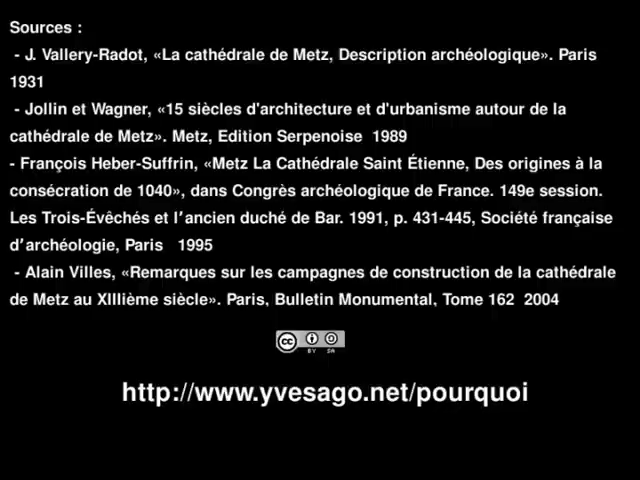 Sources :
- J. Vallery-Radot, «La cathédrale de Metz, Description archéologique». Paris
1931
- Jollin et Wagner, «15 siècles d'architecture et d'urbanisme autour de la
cathédrale de Metz». Metz, Edition Serpenoise 1989
- François Heber-Suffrin, «Metz La Cathédrale Saint Étienne, Des origines à la
consécration de 1040», dans Congrès archéologique de France. 149e session.
Les Trois-Évêchés et l’ancien duché de Bar. 1991, p. 431-445, Société française
d’archéologie, Paris 1995
- Alain Villes, «Remarques sur les campagnes de construction de la cathédrale
de Metz au XIIIième siècle». Paris, Bulletin Monumental, Tome 162 2004
cc BY SA
http://www.yvesago.net/pourquoi